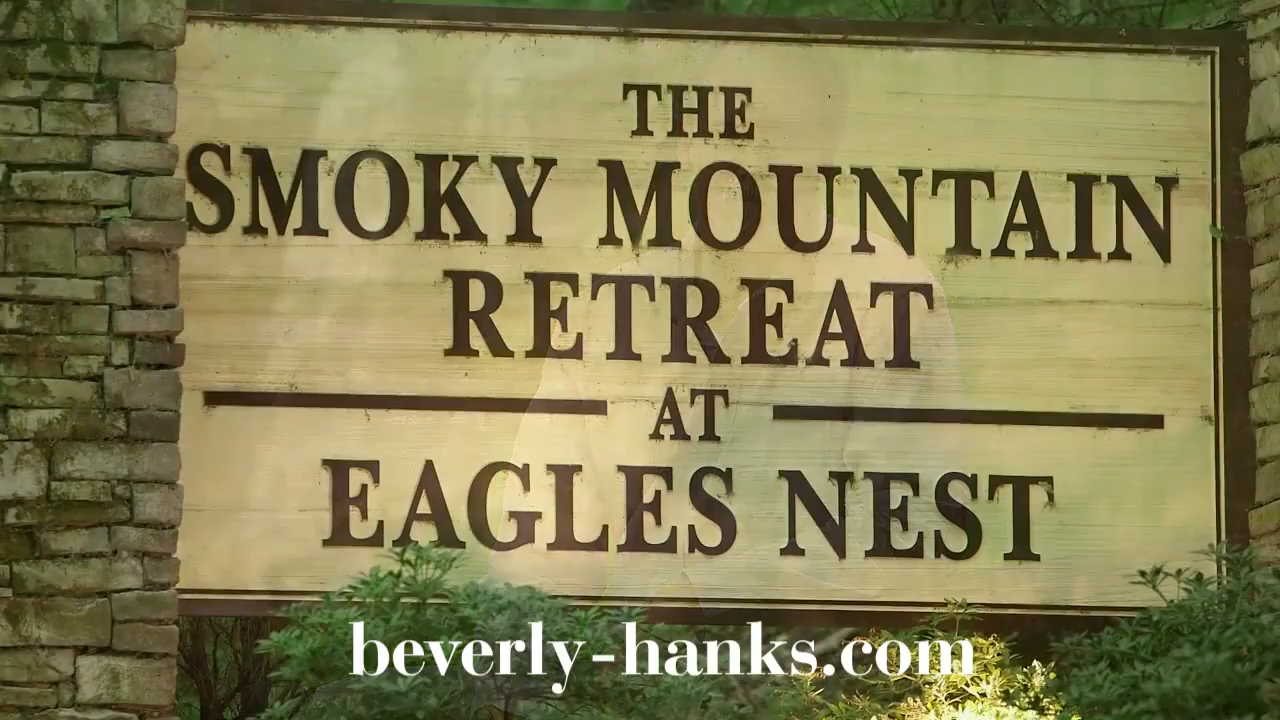 THE
SMOKY MOUNTAIN
RETREAT
AT
EAGLES NEST
beverly-hanks.com